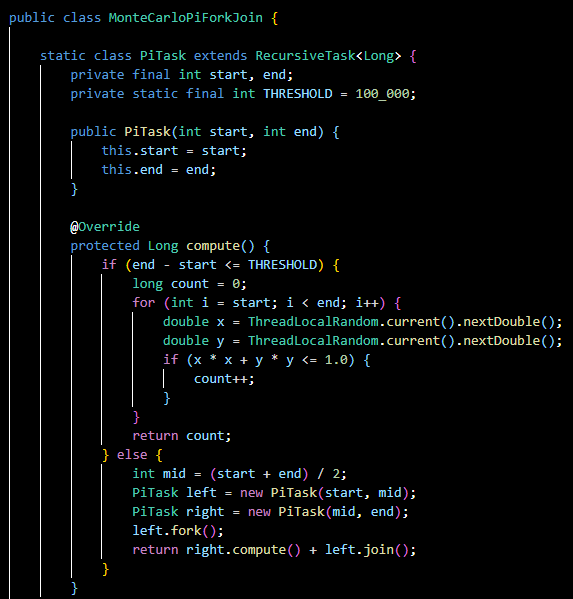 public class MonteCarloPiForkJoin {
static class PiTask extends RecursiveTask<Long> {
private final int start, end;
private static final int THRESHOLD = 100_000;
public PiTask(int start, int end) {
this.start = start;
this.end = end;
}
@Override
protected Long compute() {
if (end - start <= THRESHOLD) {
long count = 0;
for (int i = start; i < end; i++) {
double x = ThreadLocalRandom.current().nextDouble();
double y = ThreadLocalRandom.current().nextDouble();
if (x * x + y * y <= 1.0) {
count++;
}
}
return count;
} else {
int mid = (start + end) / 2;
PiTask left = new PiTask(start, mid);
PiTask right = new PiTask(mid, end);
left.fork();
return right.compute() + left.join();
}
}